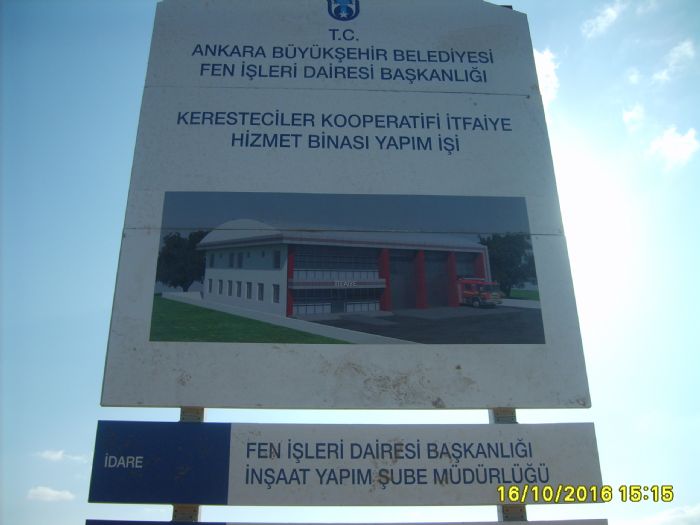 T.C.
ANKARA BÜYÜKŞEHİR BELEDİYESİ
FEN İŞLERİ DAİRESİ BAŞKANLIĞI
KERESTECİLER KOOPERATİFİ İTFAİYE
HİZMET BİNASI YAPIM İŞİ
İTFAİYE
İDARE
FEN İŞLERİ DAİRESİ BAŞKANLIĞI
İNŞAAT YAPIM ŞUBE MÜDÜRLÜĞÜ
16/10/2016 15:15